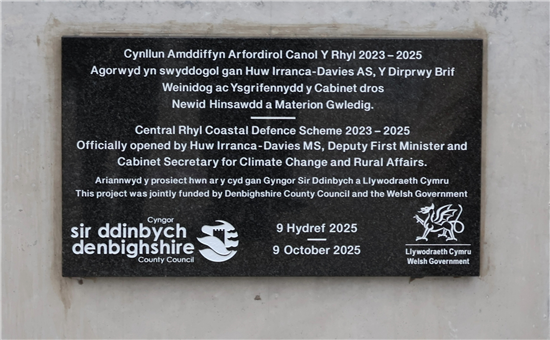 Cynllun Amddiffyn Arfordirol Canol Y Rhyl 2023 – 2025
Agorwyd yn swyddogol gan Huw Irranca-Davies AS, Y Dirprwy Brif
Weinidog ac Ysgrifennydd y Cabinet dros
Newid Hinsawdd a Materion Gwledig.
Central Rhyl Coastal Defence Scheme 2023 – 2025
Officially opened by Huw Irranca-Davies MS, Deputy First Minister and
Cabinet Secretary for Climate Change and Rural Affairs.
Ariannwyd y prosiect hwn ar y cyd gan Gyngor Sir Ddinbych a Llywodraeth Cymru
This project was jointly funded by Denbighshire County Council and the Welsh Government
Cyngor
sir ddinbych
denbighshire
County Council
9 Hydref 2025
9 October 2025
Llywodraeth Cymru
Welsh Government